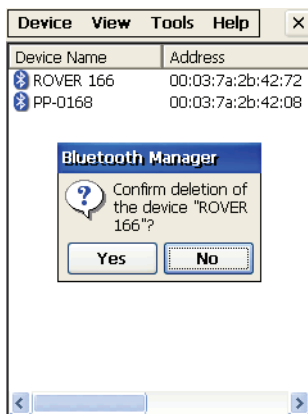 Device View Tools Help ×
Device Name Address
ROVER 166 00:03:7a:2b:42:72
PP-0168 00:03:7a:2b:42:08
Bluetooth Manager
Confirm deletion of
the device "ROVER
166"?
Yes No